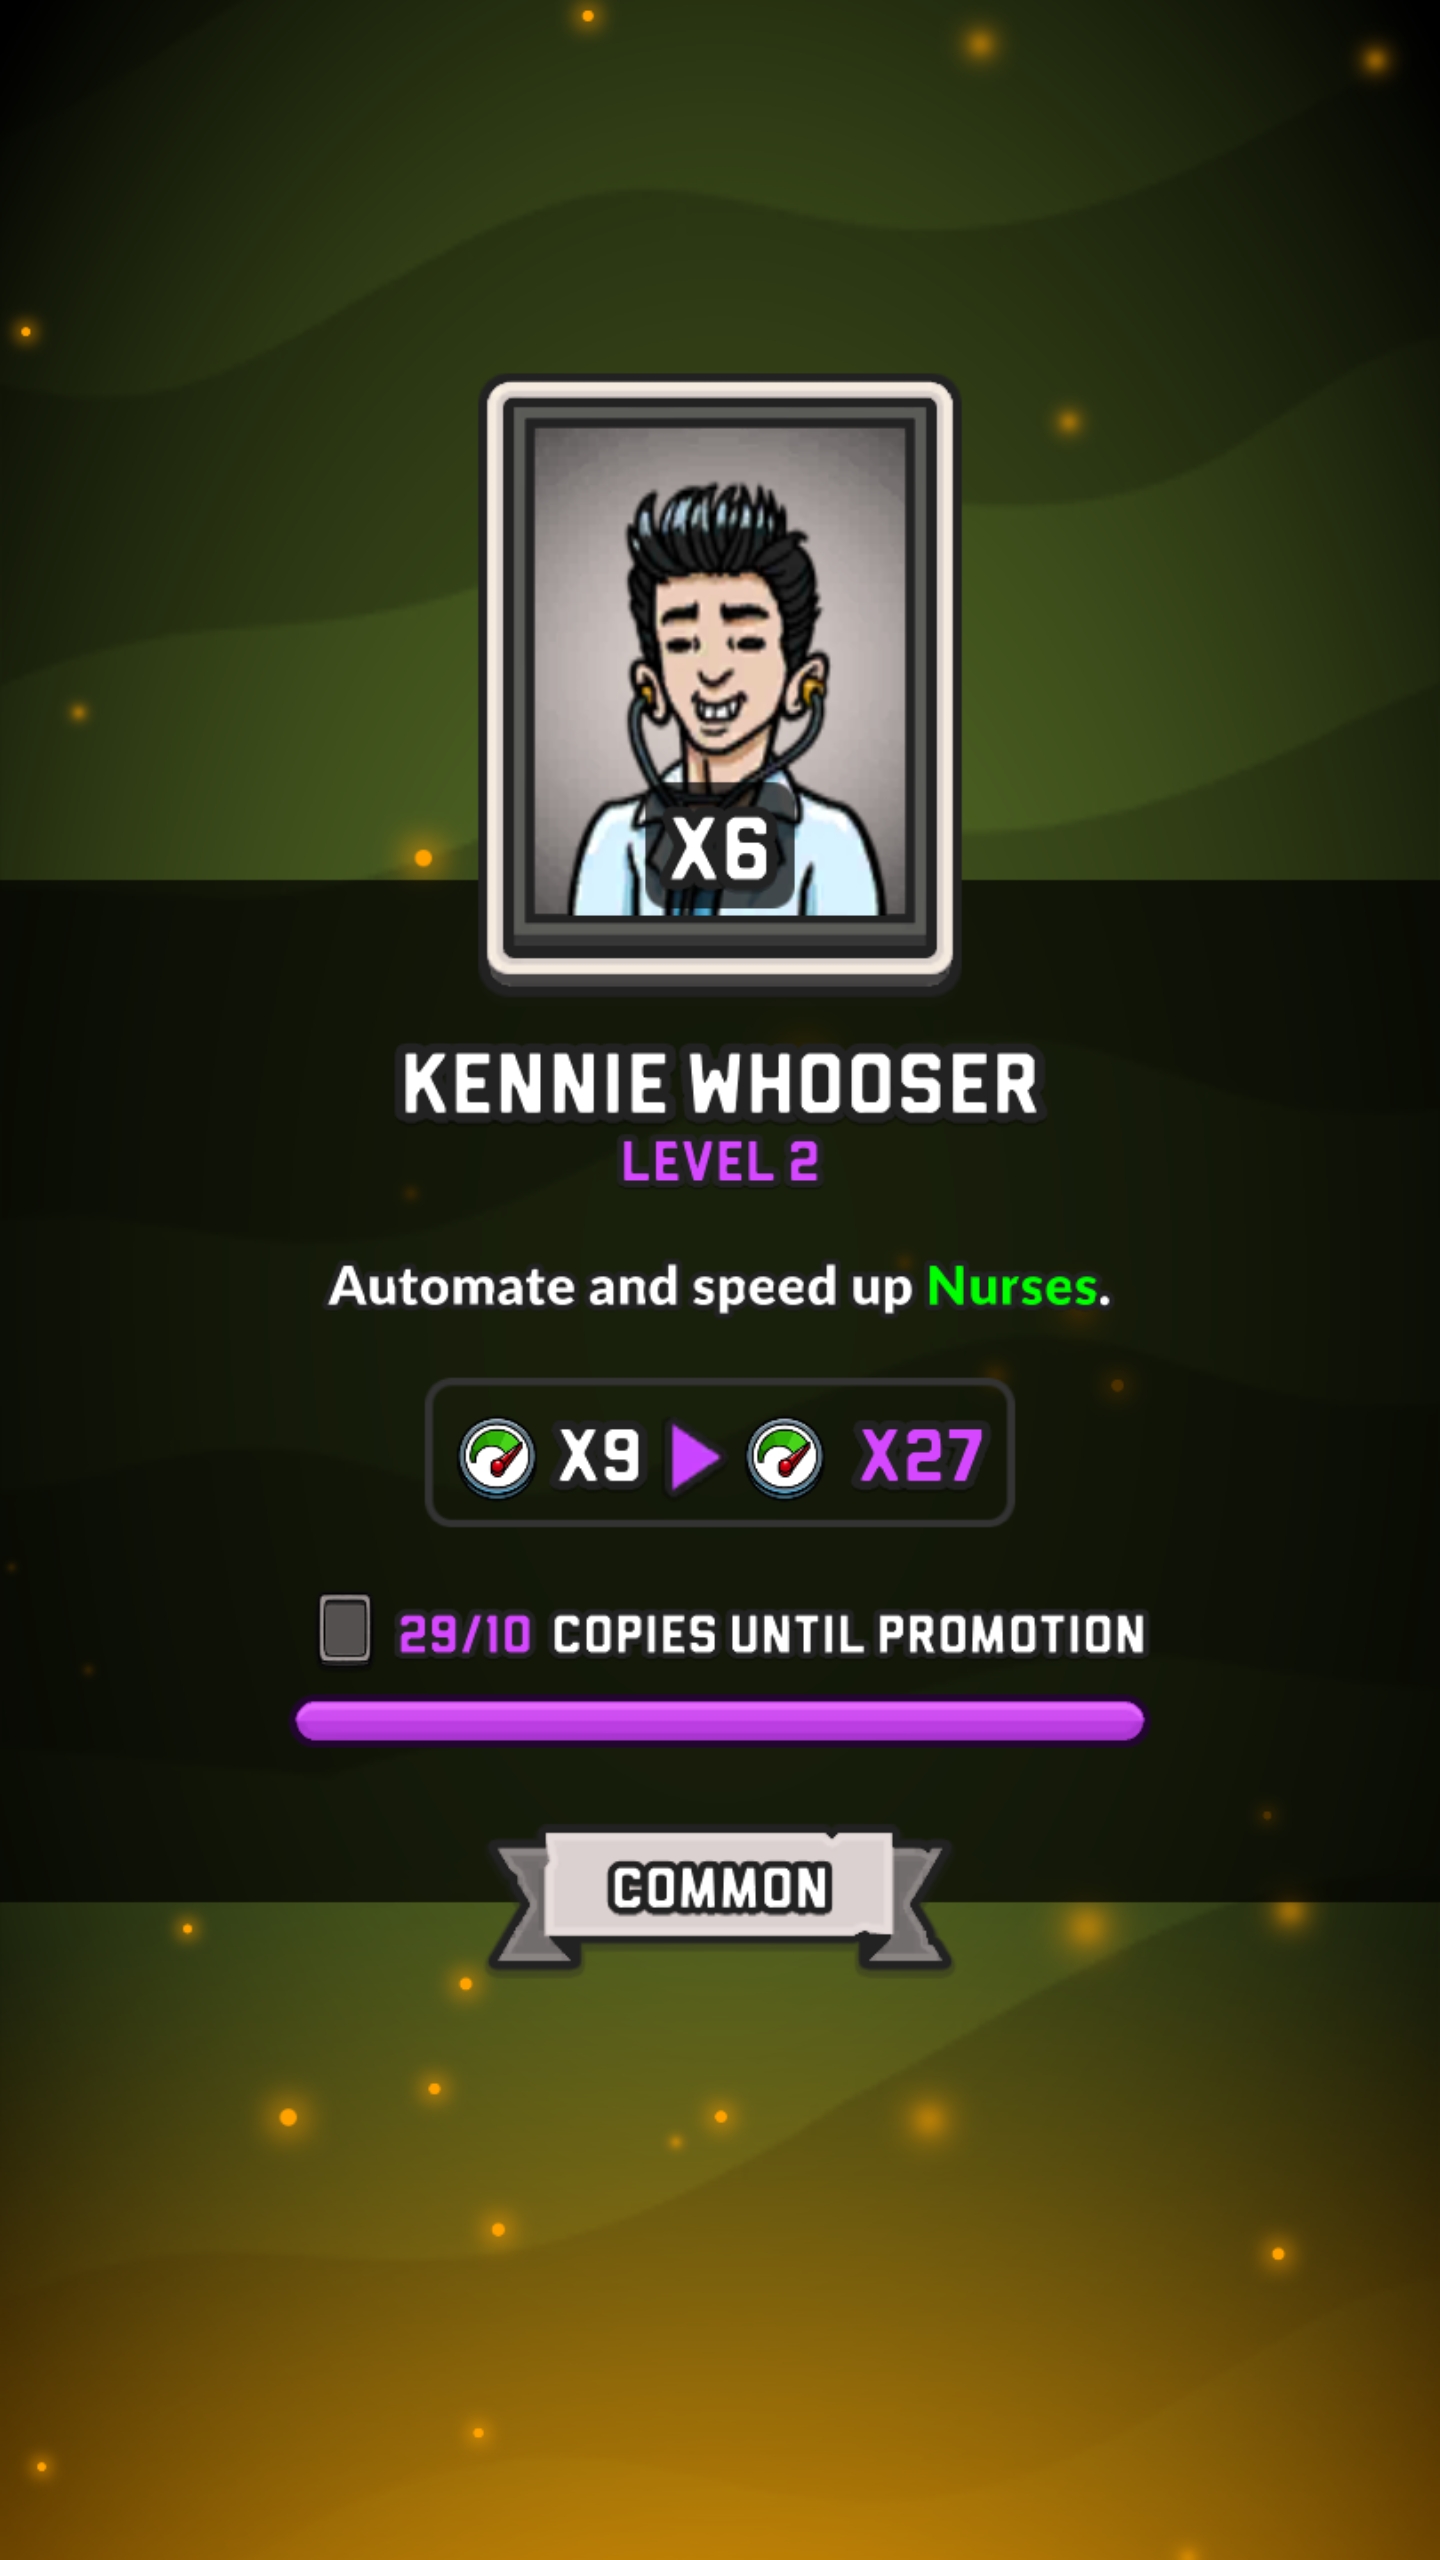 X6
KENNIE WHOOSER
LEVEL 2
Automate and speed up Nurses.
X9 X27
29/10 COPIES UNTIL PROMOTION
COMMON